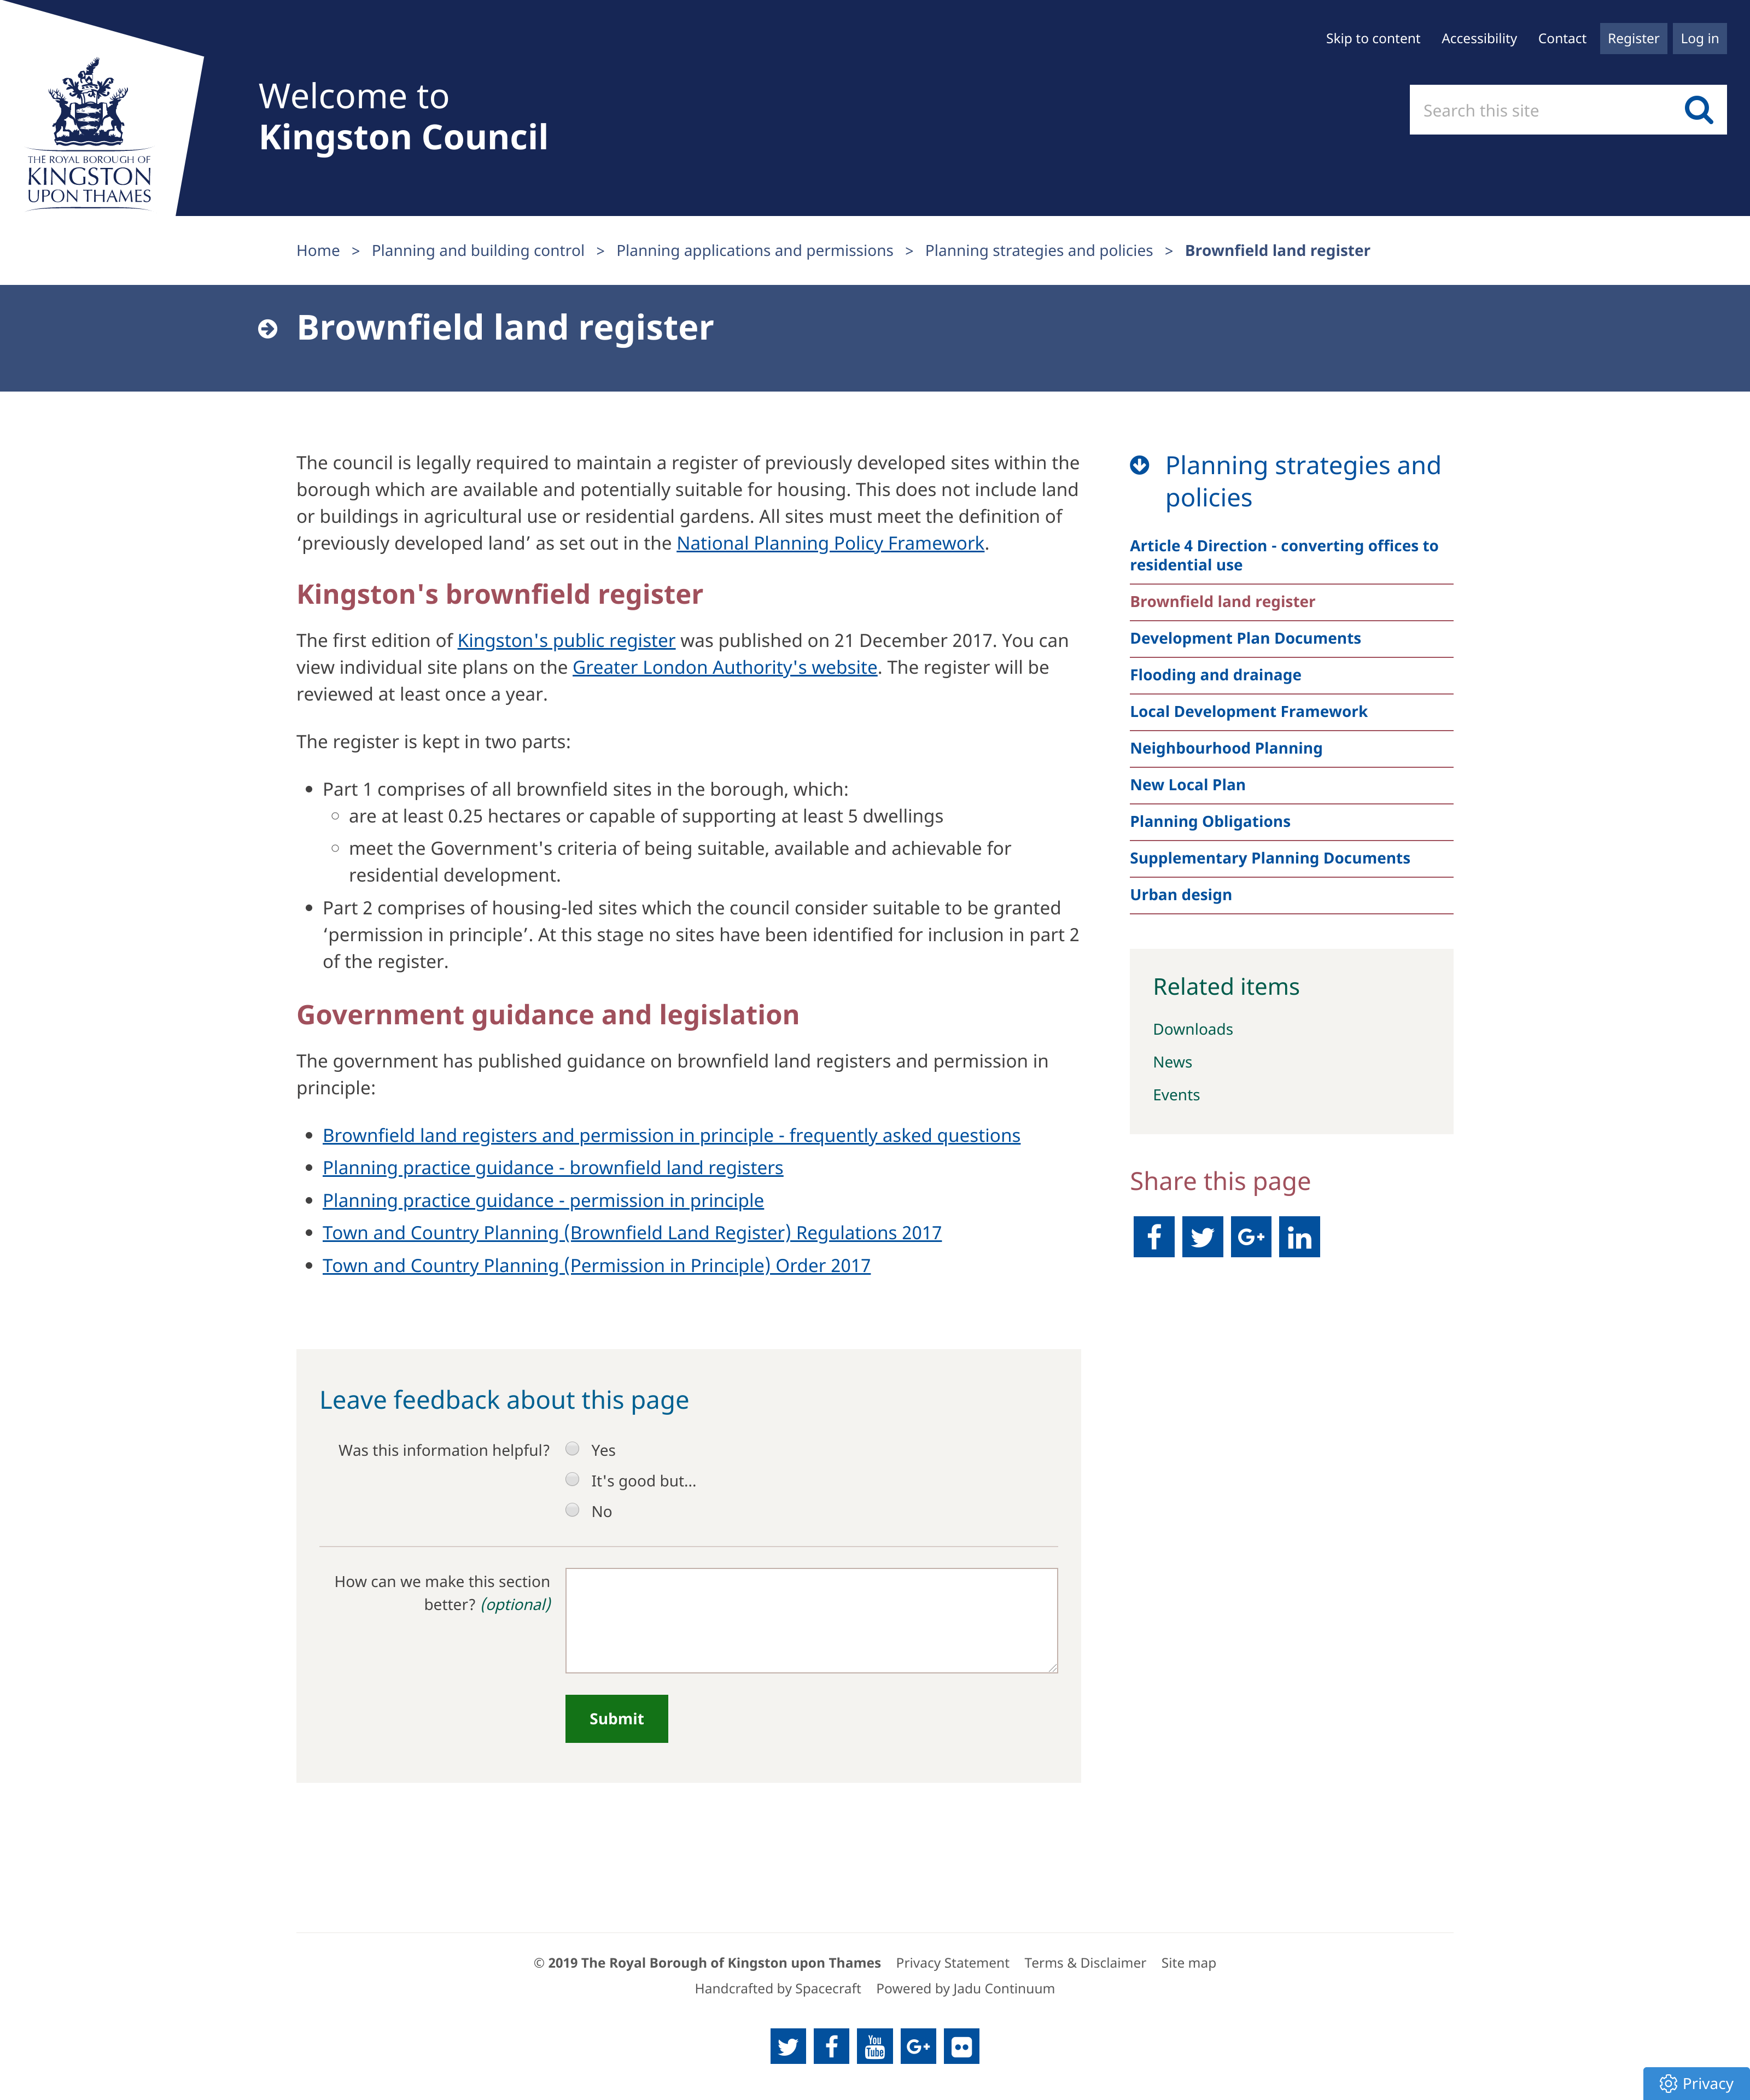 Skip to content Accessibility Contact Register Log in
THE ROYAL BOROUGH OF
KINGSTON
UPON THAMES
Welcome to
Kingston Council
Search this site
Home > Planning and building control > Planning applications and permissions > Planning strategies and policies > Brownfield land register
Brownfield land register
The council is legally required to maintain a register of previously developed sites within the
borough which are available and potentially suitable for housing. This does not include land
or buildings in agricultural use or residential gardens. All sites must meet the definition of
‘previously developed land’ as set out in the National Planning Policy Framework.
Kingston's brownfield register
The first edition of Kingston's public register was published on 21 December 2017. You can
view individual site plans on the Greater London Authority's website. The register will be
reviewed at least once a year.
The register is kept in two parts:
Part 1 comprises of all brownfield sites in the borough, which:
are at least 0.25 hectares or capable of supporting at least 5 dwellings
meet the Government's criteria of being suitable, available and achievable for
residential development.
Part 2 comprises of housing-led sites which the council consider suitable to be granted
‘permission in principle’. At this stage no sites have been identified for inclusion in part 2
of the register.
Government guidance and legislation
The government has published guidance on brownfield land registers and permission in
principle:
Brownfield land registers and permission in principle - frequently asked questions
Planning practice guidance - brownfield land registers
Planning practice guidance - permission in principle
Town and Country Planning (Brownfield Land Register) Regulations 2017
Town and Country Planning (Permission in Principle) Order 2017
Planning strategies and
policies
Article 4 Direction - converting offices to
residential use
Brownfield land register
Development Plan Documents
Flooding and drainage
Local Development Framework
Neighbourhood Planning
New Local Plan
Planning Obligations
Supplementary Planning Documents
Urban design
Related items
Downloads
News
Events
Share this page
Leave feedback about this page
Was this information helpful? Yes
It's good but...
No
How can we make this section
better? (optional)
Submit
© 2019 The Royal Borough of Kingston upon Thames Privacy Statement Terms & Disclaimer Site map
Handcrafted by Spacecraft Powered by Jadu Continuum
You
Tube
Privacy